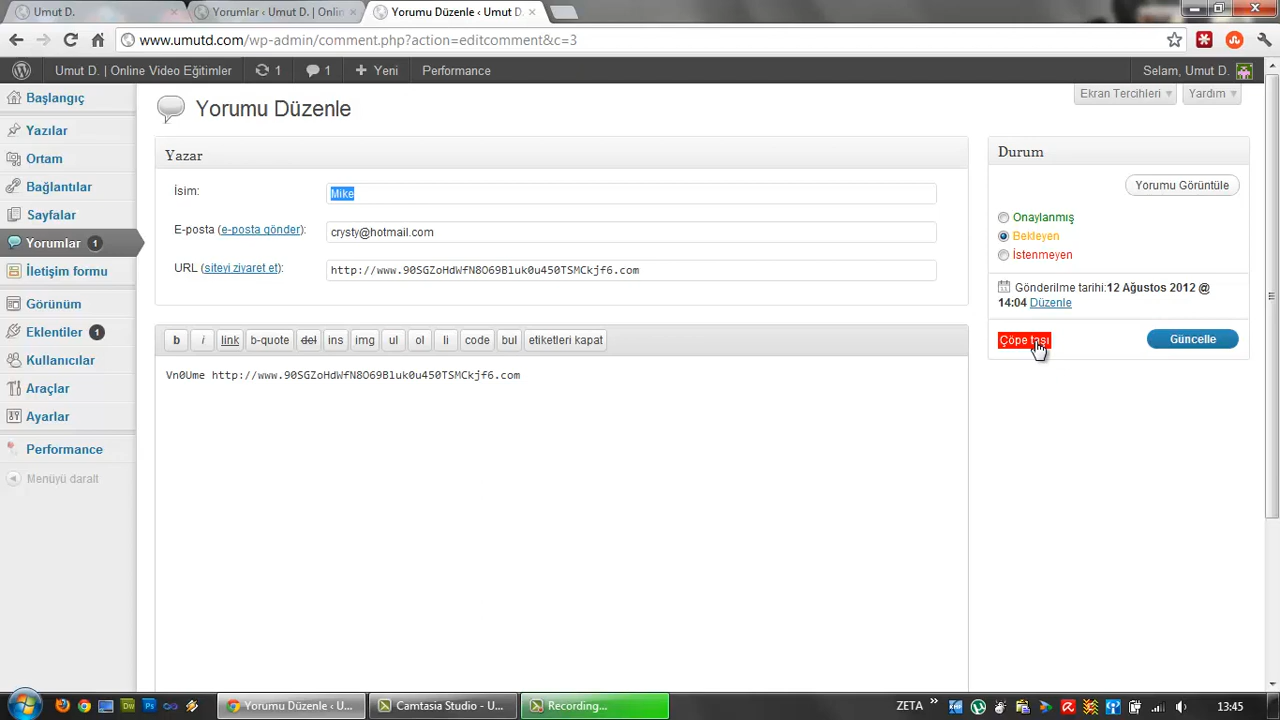 Umut D.
Yorumlar ‹ Umut D. | Onlin
Yorumu Düzenle ‹ Umut D.
www.umutd.com/wp-admin/comment.php?action=editcomment&c=3
Umut D. | Online Video Eğitimler
1
1
Yeni
Performance
Selam, Umut D.
Başlangıç
Yazılar
Ortam
Bağlantılar
Sayfalar
Yorumlar 1
İletişim formu
Görünüm
Eklentiler 1
Kullanıcılar
Araçlar
Ayarlar
Performance
Menüyü daralt
Ekran Tercihleri
Yardım
Yorumu Düzenle
Yazar
İsim:
Mike
E-posta (e-posta gönder):
crysty@hotmail.com
URL (siteyi ziyaret et):
http://www.90SGZoHdWfN8O69Bluk0u450TSMCkjf6.com
b i link b-quote del ins img ul ol li code bul etiketleri kapat
Vn0Ume http://www.90SGZoHdWfN8O69Bluk0u450TSMCkjf6.com
Durum
Yorumu Görüntüle
Onaylanmış
Bekleyen
İstenmeyen
Gönderilme tarihi:12 Ağustos 2012 @
14:04 Düzenle
Çöpe taşı
Güncelle
Yorumu Düzenle ‹ U...
Camtasia Studio - U...
Recording...
ZETA
13:45